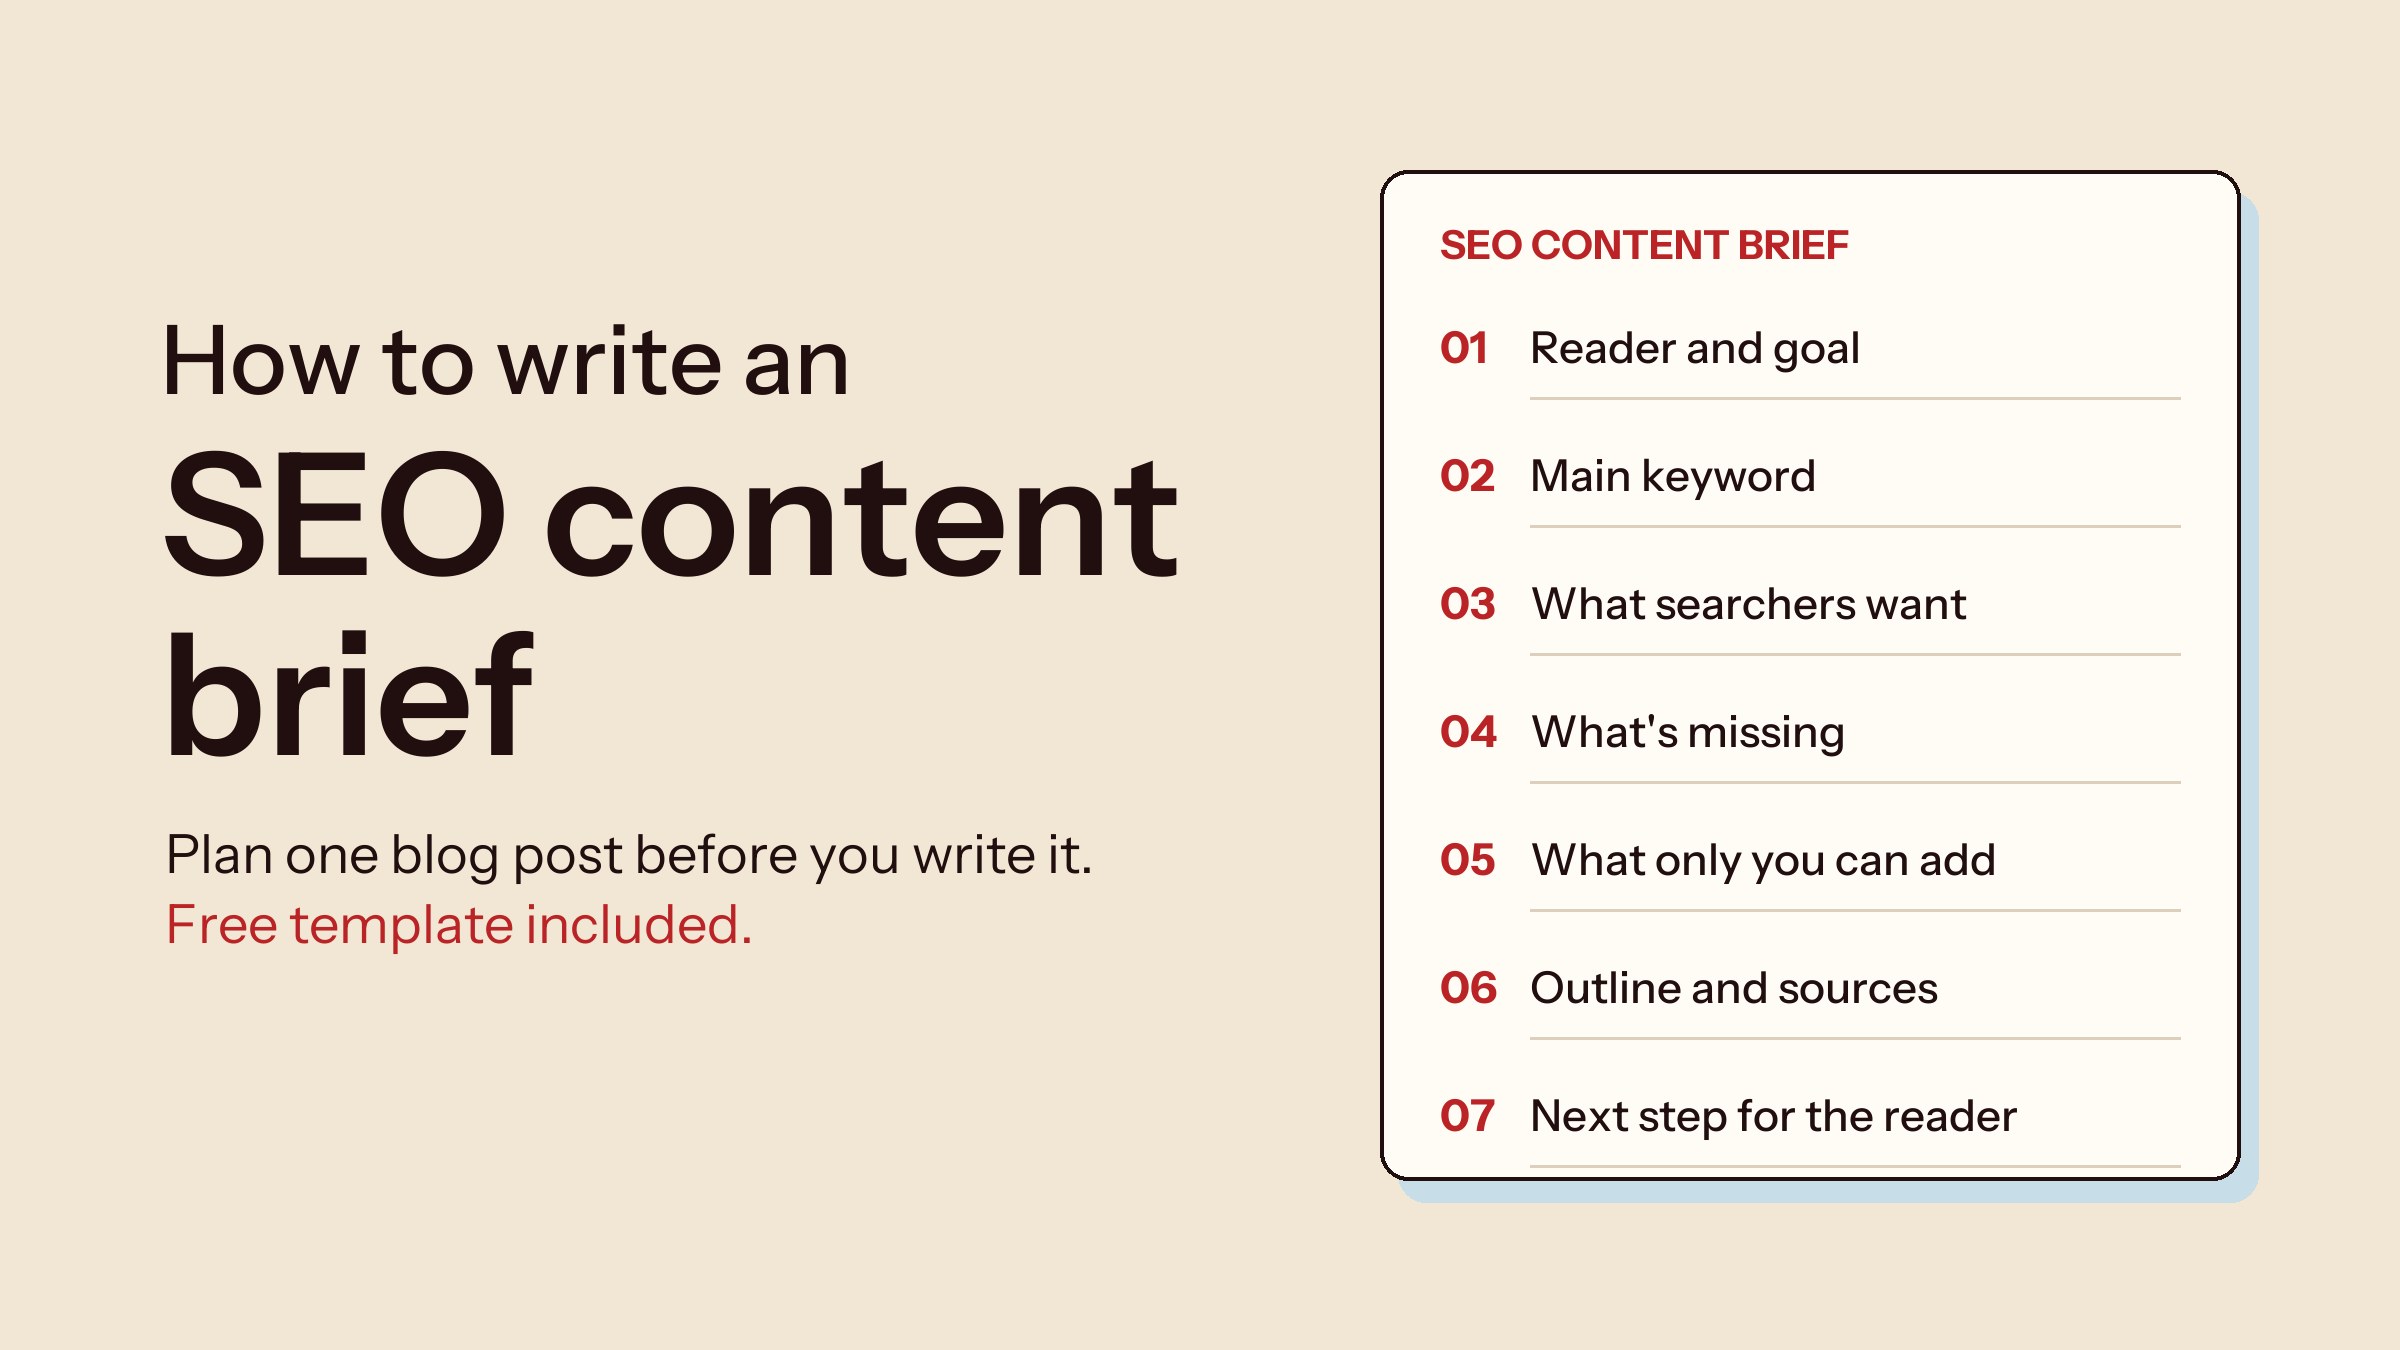 How to write an
SEO content
brief
Plan one blog post before you write it.
Free template included.
SEO CONTENT BRIEF
01 Reader and goal
02 Main keyword
03 What searchers want
04 What's missing
05 What only you can add
06 Outline and sources
07 Next step for the reader